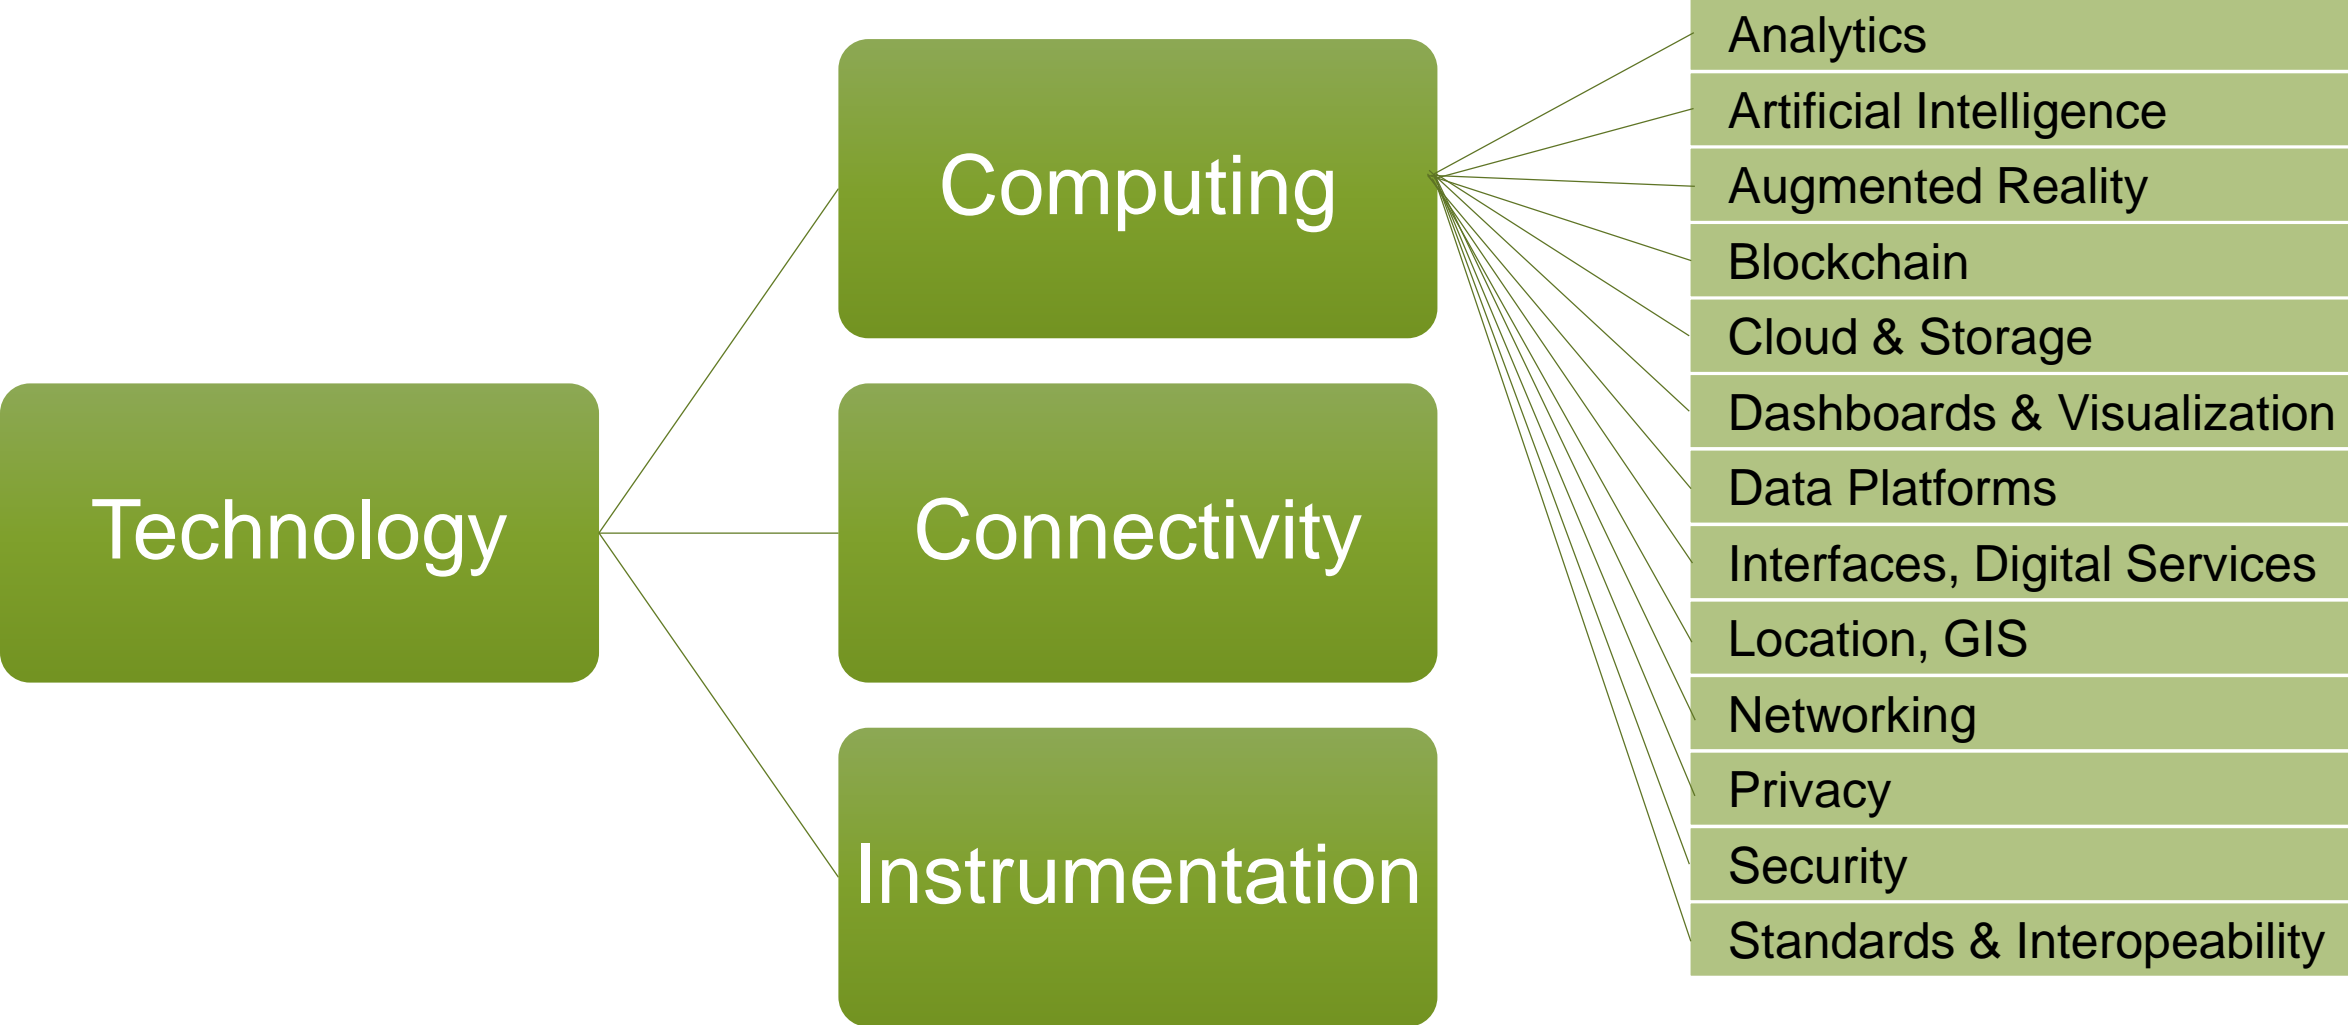 Technology
Computing
Connectivity
Instrumentation
Analytics
Artificial Intelligence
Augmented Reality
Blockchain
Cloud & Storage
Dashboards & Visualization
Data Platforms
Interfaces, Digital Services
Location, GIS
Networking
Privacy
Security
Standards & Interopeability